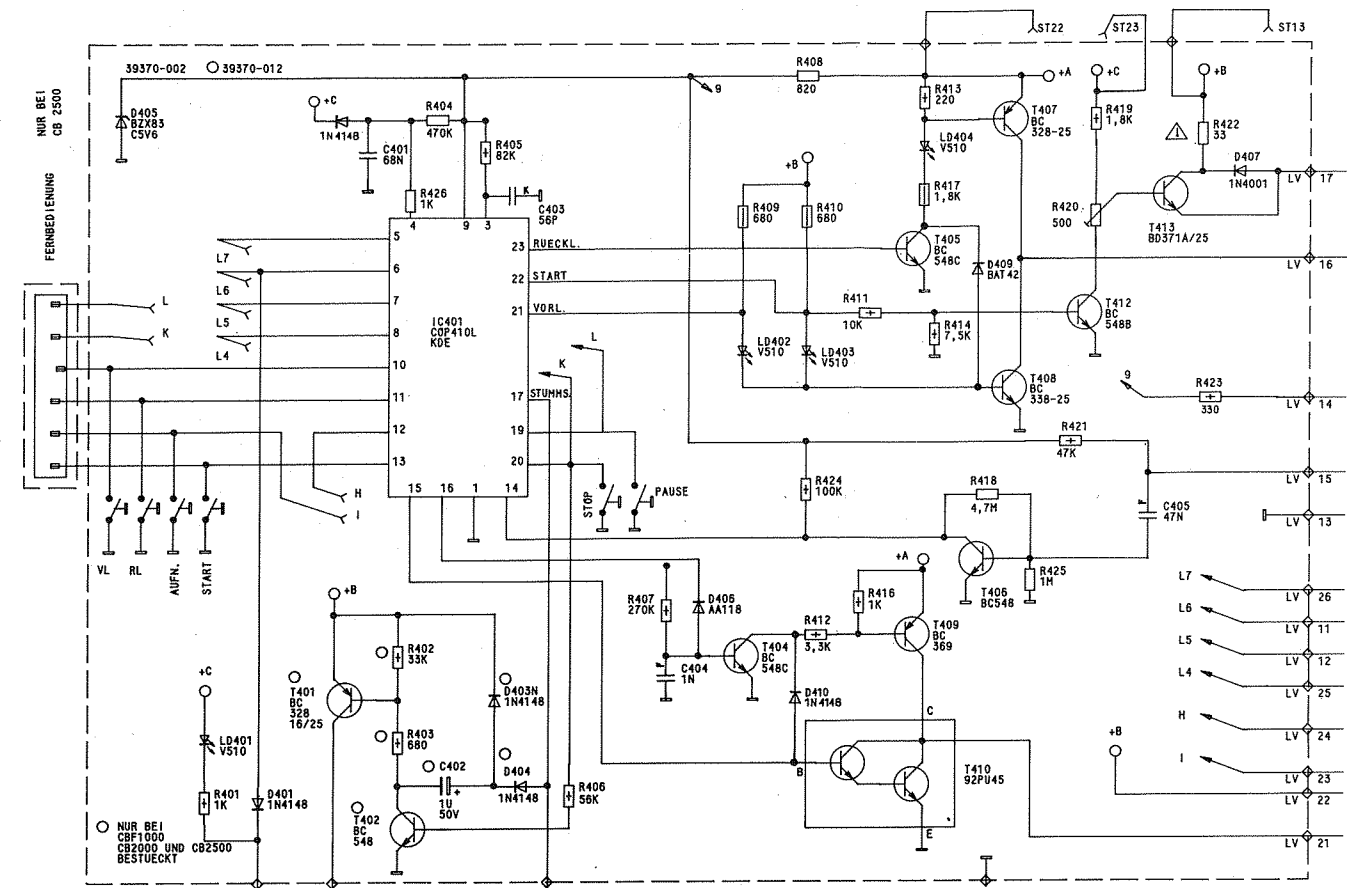 ST22
ST23
ST13
39370-002
39370-012
NUR BEI
CB 2500
D405
BZX83
C5V6
+C
1N4148
R404
470K
C401
68N
R405
82K
R426
1K
K
C403
56P
9
R408
820
+A
R413
220
T407
BC
328-25
LD404
V510
R417
1,8K
+C
R419
1,8K
+B
R422
33
D407
1N4001
LV 17
R420
500
T413
BD371A/25
FERNBEDIENUNG
L
K
L7
L6
L5
L4
4
9
3
5
6
7
8
10
11
12
13
15
16
1
14
IC401
COP410L
KDE
23
RUECKL.
22
START
21
VORL.
17
STUMMS.
19
20
L
K
+B
R409
680
R410
680
T405
BC
548C
D409
BAT42
LV 16
R411
10K
R414
7,5K
T412
BC
548B
LD402
V510
LD403
V510
T408
BC
338-25
9
R423
330
LV 14
R421
47K
LV 15
H
I
STOP
PAUSE
R424
100K
R418
4,7M
C405
47N
LV 13
T406
BC548
R425
1M
VL
RL
AUFN.
START
+A
R407
270K
D406
AA118
R416
1K
R412
3,3K
T409
BC
369
C404
1N
T404
BC
548C
D410
1N4148
C
B
E
T410
92PU45
L7
LV 26
L6
LV 11
L5
LV 12
L4
LV 25
H
LV 24
+B
I
LV 23
LV 22
LV 21
+B
R402
33K
T401
BC
328
16/25
D403N
1N4148
R403
680
C402
1U
50V
+
D404
1N4148
R406
56K
T402
BC
548
+C
LD401
V510
R401
1K
D401
1N4148
NUR BEI
CBF1000
CB2000 UND CB2500
BESTUECKT